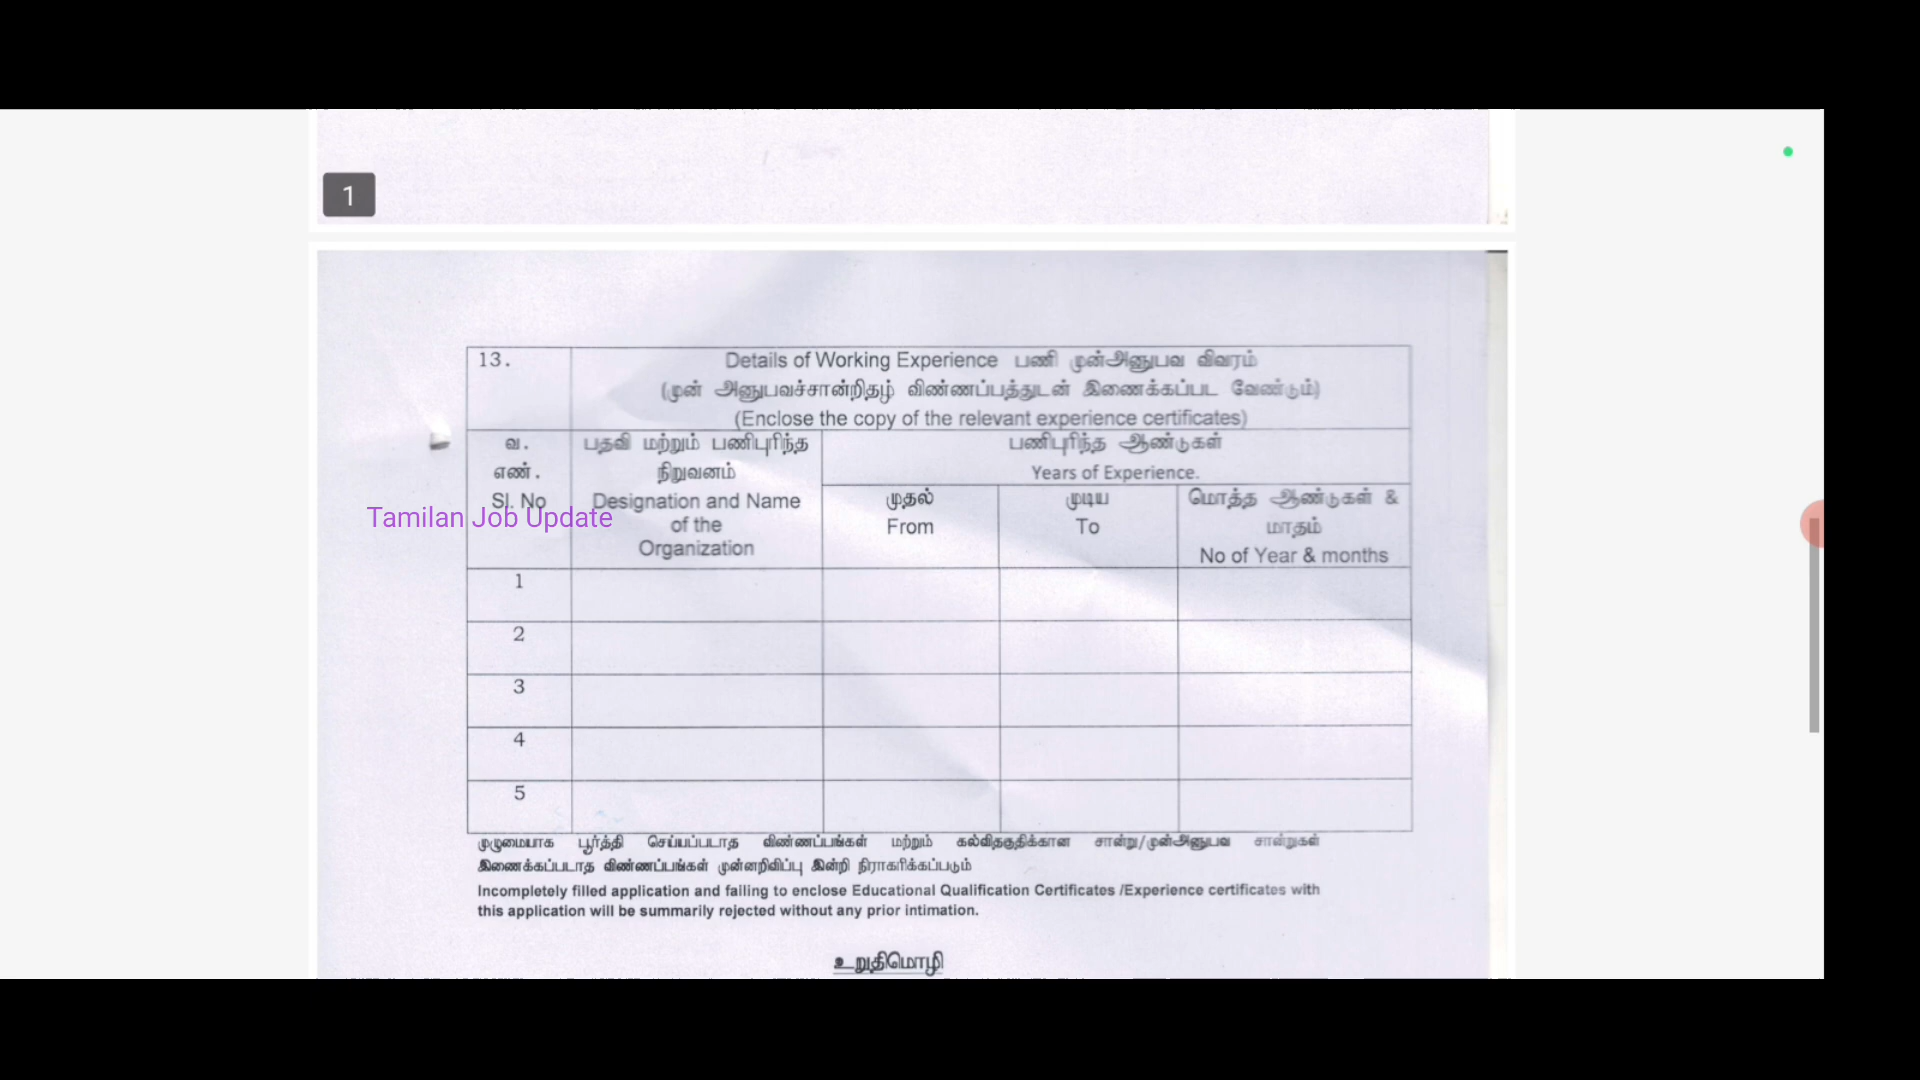 1
13. Details of Working Experience பணி முன்அனுபவ விவரம்
(முன் அனுபவச்சான்றிதழ் விண்ணப்பத்துடன் இணைக்கப்பட வேண்டும்)
(Enclose the copy of the relevant experience certificates)
வ.
எண்.
Sl. No
பதவி மற்றும் பணிபுரிந்த
நிறுவனம்
Designation and Name
of the
Organization
பணிபுரிந்த ஆண்டுகள்
Years of Experience.
முதல்
From
முடிய
To
மொத்த ஆண்டுகள் &
மாதம்
No of Year & months
Tamilan Job Update
1
2
3
4
5
முழுமையாக பூர்த்தி செய்யப்படாத விண்ணப்பங்கள் மற்றும் கல்விதகுதிக்கான சான்று/முன்அனுபவ சான்றுகள்
இணைக்கப்படாத விண்ணப்பங்கள் முன்னறிவிப்பு இன்றி நிராகரிக்கப்படும்
Incompletely filled application and failing to enclose Educational Qualification Certificates /Experience certificates with
this application will be summarily rejected without any prior intimation.
உறுதிமொழி